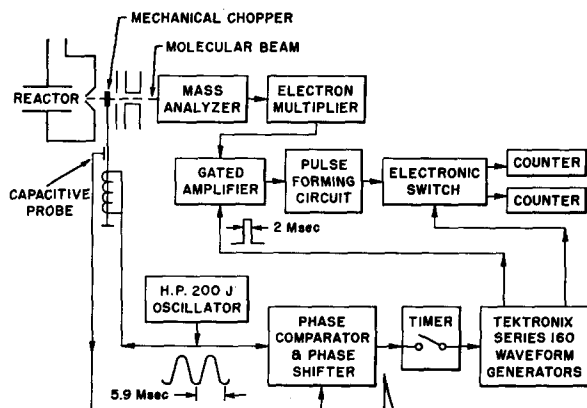 MECHANICAL CHOPPER
MOLECULAR BEAM
REACTOR
MASS
ANALYZER
ELECTRON
MULTIPLIER
CAPACITIVE
PROBE
GATED
AMPLIFIER
PULSE
FORMING
CIRCUIT
ELECTRONIC
SWITCH
COUNTER
COUNTER
2 Msec
H.P. 200 J
OSCILLATOR
5.9 Msec
PHASE
COMPARATOR
& PHASE
SHIFTER
TIMER
TEKTRONIX
SERIES 160
WAVEFORM
GENERATORS